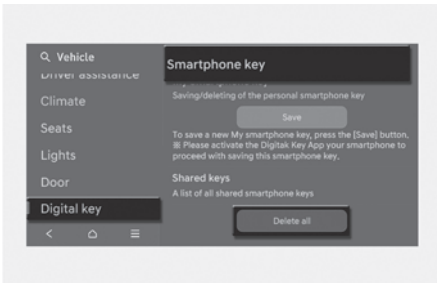 Vehicle
Driver assistance
Climate
Seats
Lights
Door
Digital key
Smartphone key
Saving/deleting of the personal smartphone key
Save
To save a new My smartphone key, press the [Save] button.
※ Please activate the Digitak Key App your smartphone to
proceed with saving this smartphone key.
Shared keys
A list of all shared smartphone keys
Delete all